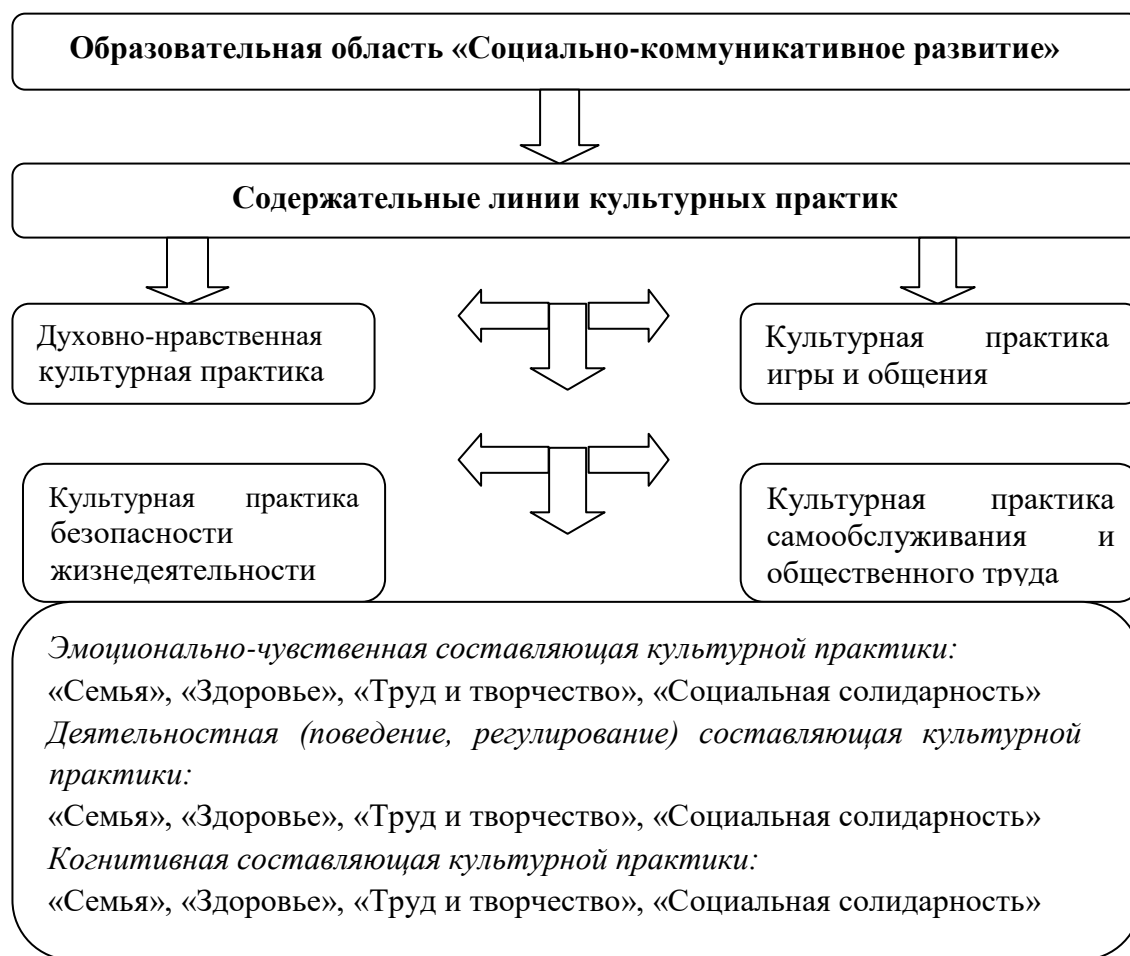 Образовательная область «Социально-коммуникативное развитие»
Содержательные линии культурных практик
Духовно-нравственная
культурная практика
Культурная практика
игры и общения
Культурная практика
безопасности
жизнедеятельности
Культурная практика
самообслуживания и
общественного труда
Эмоционально-чувственная составляющая культурной практики:
«Семья», «Здоровье», «Труд и творчество», «Социальная солидарность»
Деятельностная (поведение, регулирование) составляющая культурной
практики:
«Семья», «Здоровье», «Труд и творчество», «Социальная солидарность»
Когнитивная составляющая культурной практики:
«Семья», «Здоровье», «Труд и творчество», «Социальная солидарность»